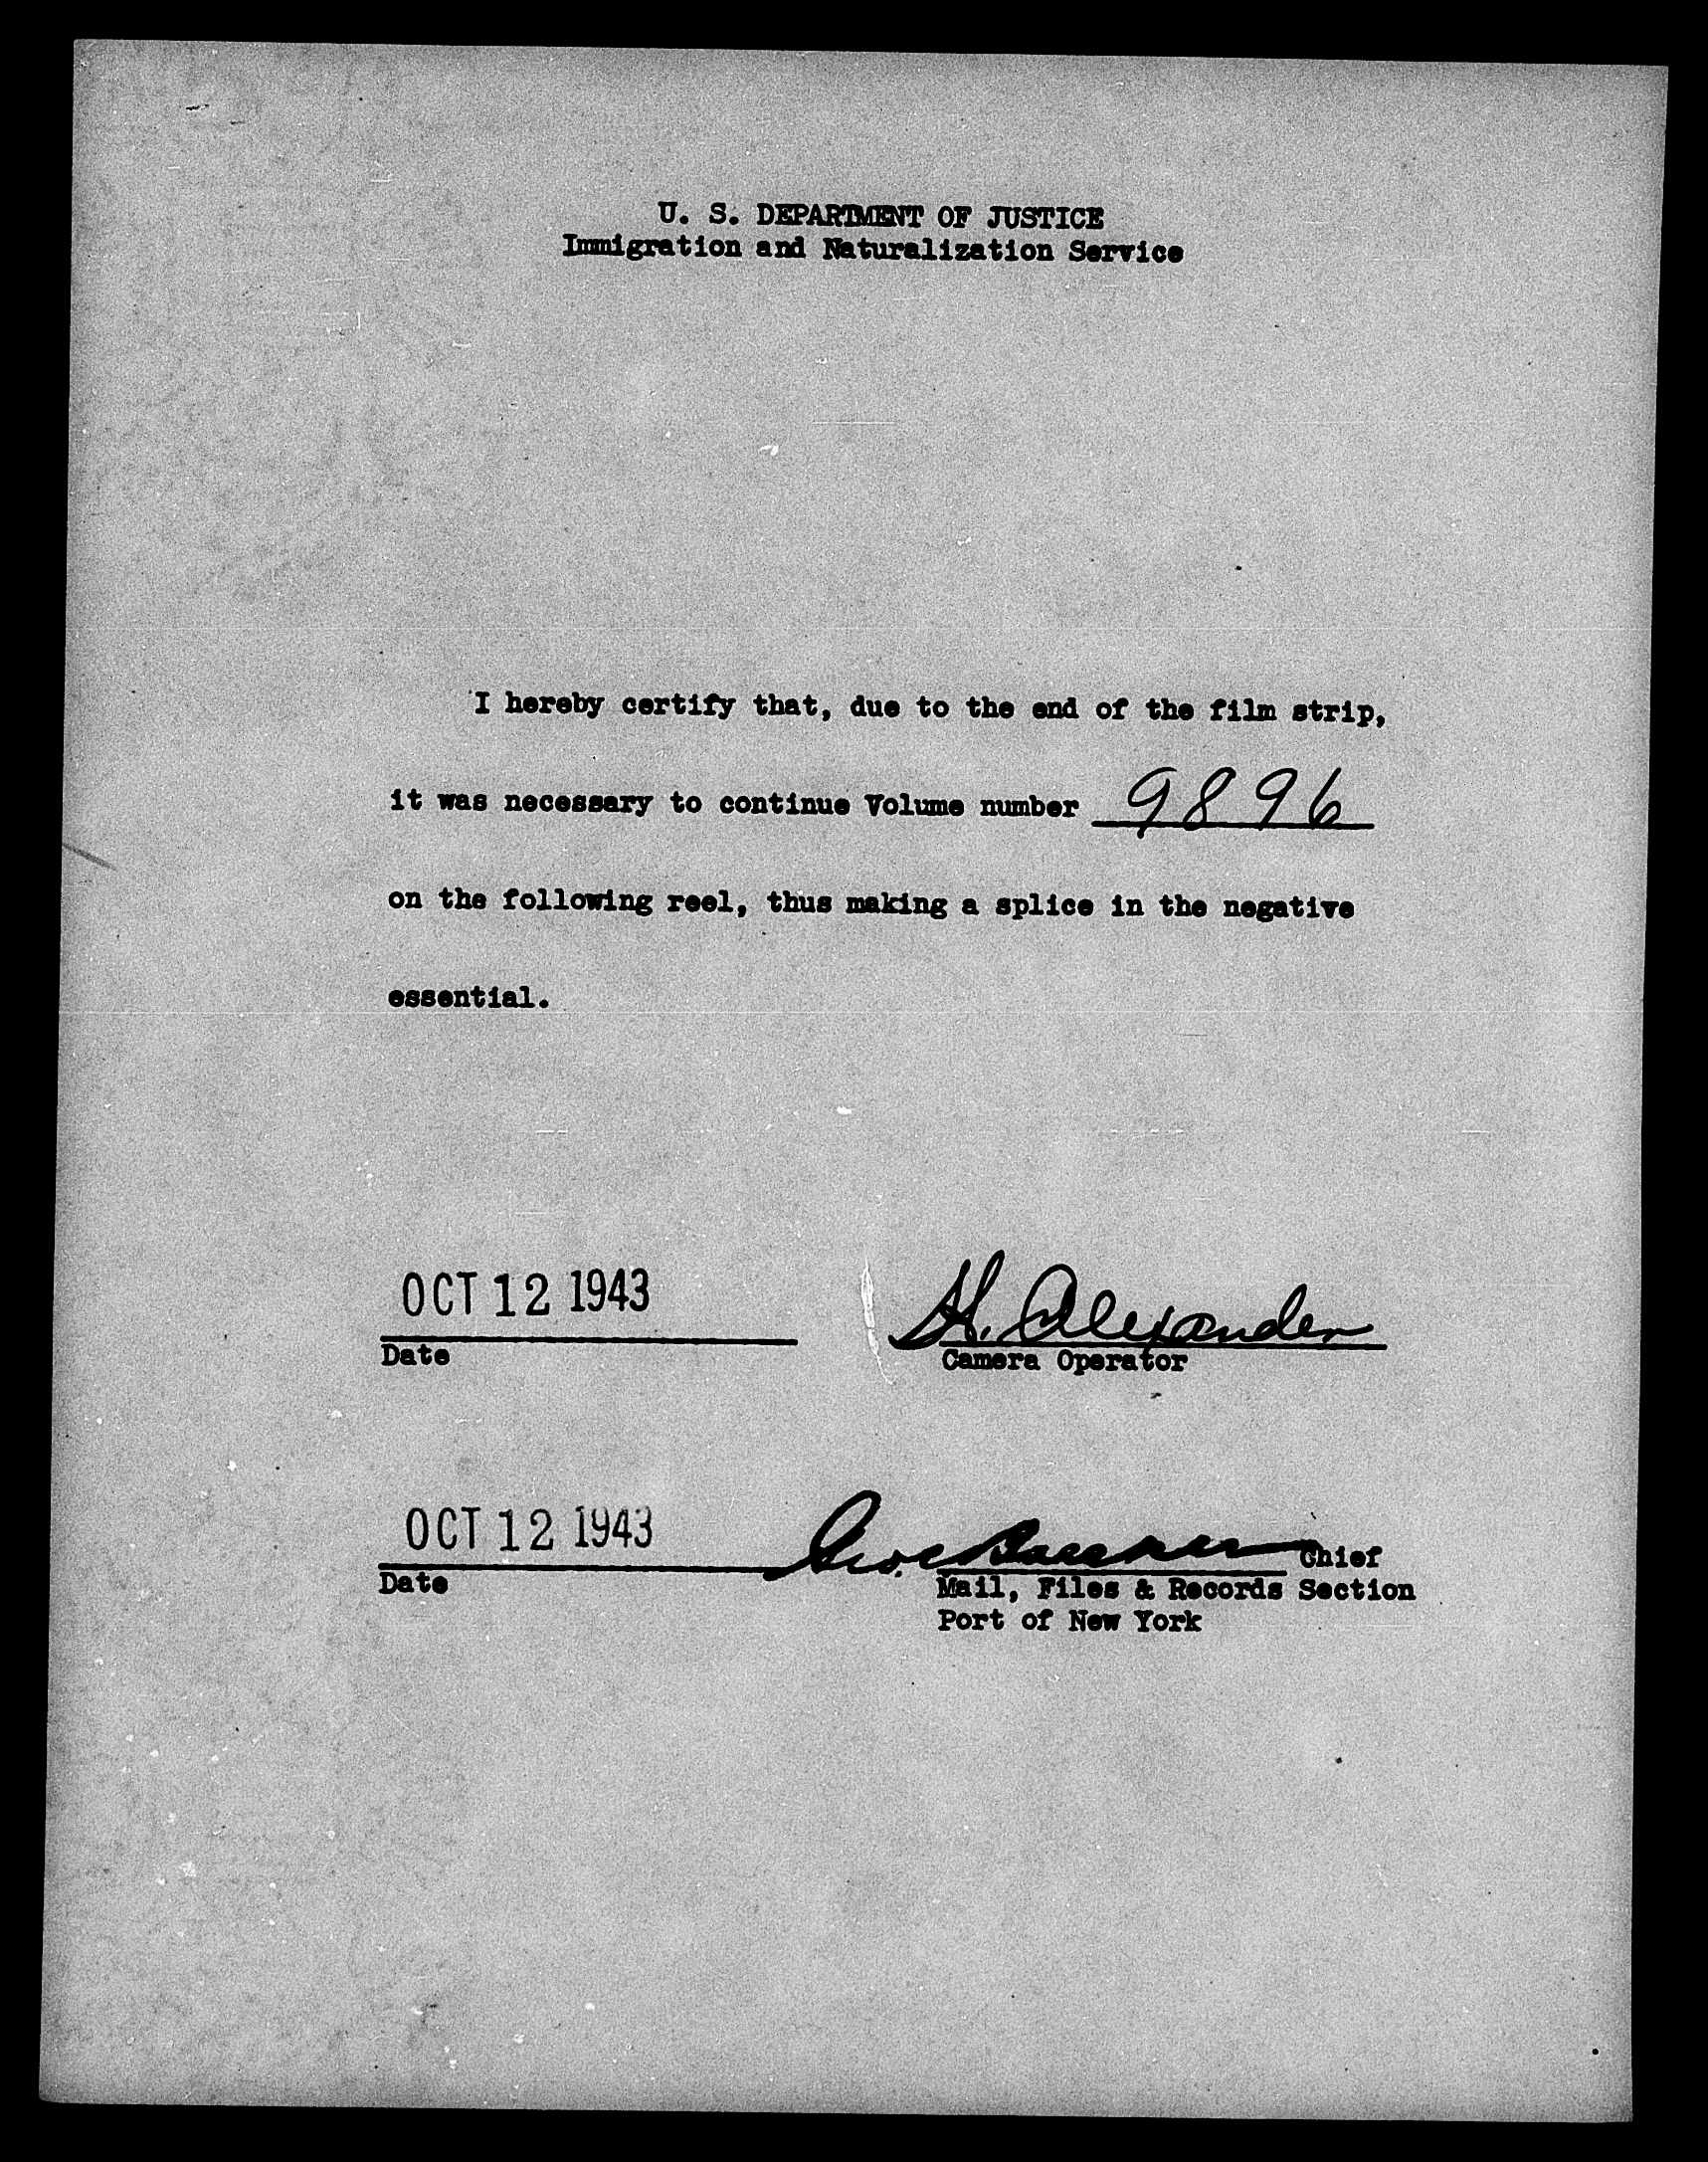 U. S. DEPARTMENT OF JUSTICE
Immigration and Naturalization Service
I hereby certify that, due to the end of the film strip,
it was necessary to continue Volume number 9896
on the following reel, thus making a splice in the negative
essential.
OCT 12 1943 H. Alexander
Date Camera Operator
OCT 12 1943 Geo Chief
Date Mail, Files & Records Section
Port of New York